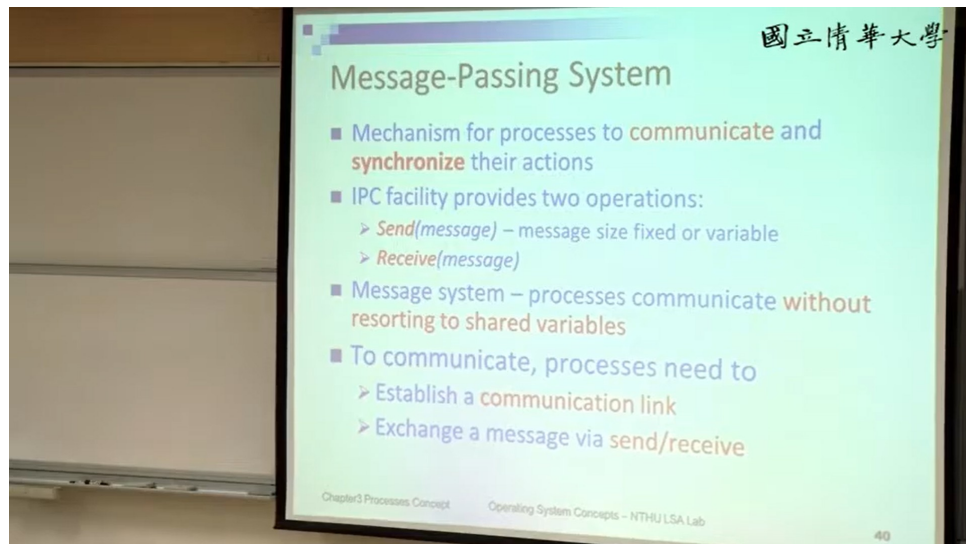 國立清華大學
Message-Passing System
■ Mechanism for processes to communicate and
synchronize their actions
■ IPC facility provides two operations:
➢ Send(message) – message size fixed or variable
➢ Receive(message)
■ Message system – processes communicate without
resorting to shared variables
■ To communicate, processes need to
➢ Establish a communication link
➢ Exchange a message via send/receive
Chapter3 Processes Concept Operating System Concepts – NTHU LSA Lab
40